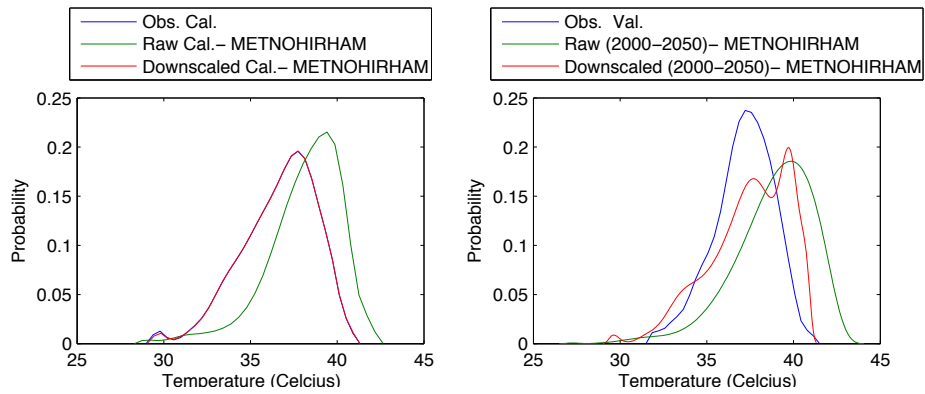 Obs. Cal.
Raw Cal.– METNOHIRHAM
Downscaled Cal.– METNOHIRHAM
0.25
0.2
0.15
0.1
0.05
0
25
30
35
40
45
Probability
Temperature (Celcius)
Obs. Val.
Raw (2000–2050)– METNOHIRHAM
Downscaled (2000–2050)– METNOHIRHAM
0.25
0.2
0.15
0.1
0.05
0
25
30
35
40
45
Probability
Temperature (Celcius)